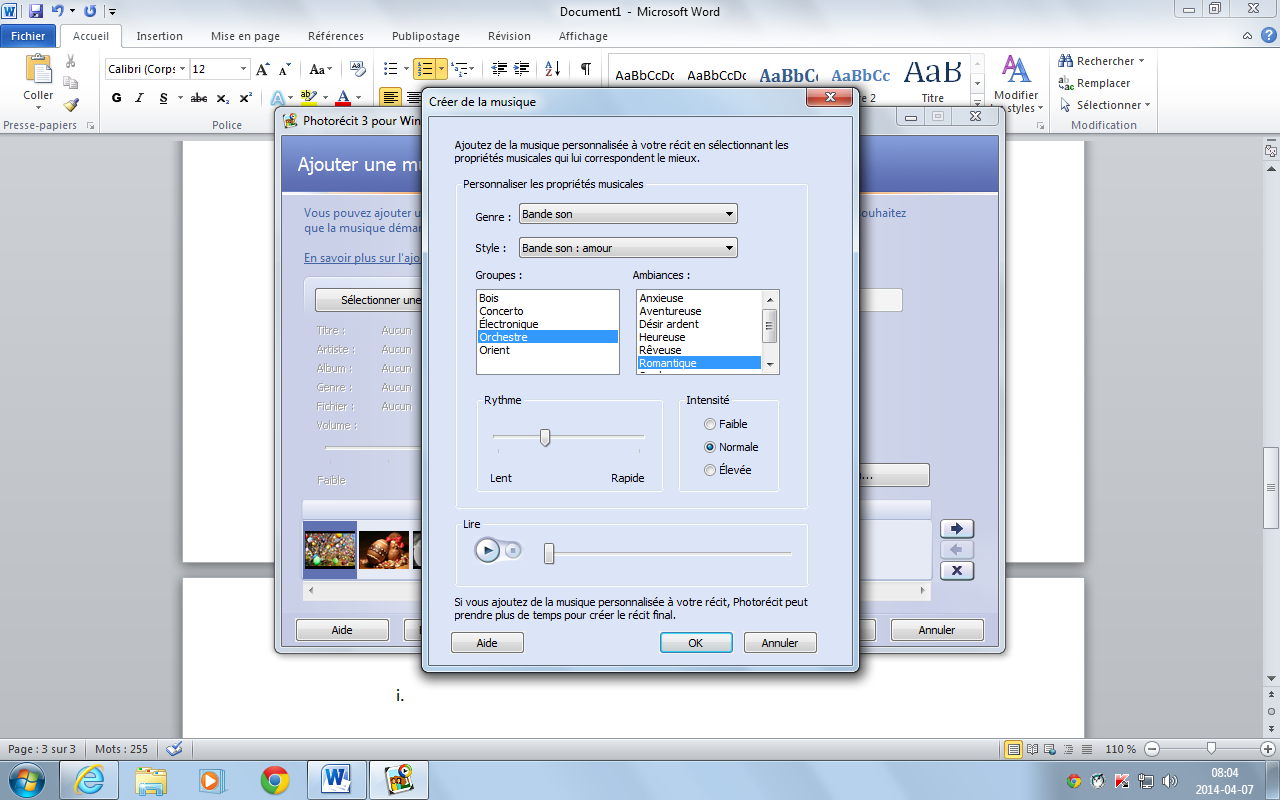 Document1 - Microsoft Word
Fichier Accueil Insertion Mise en page Références Publipostage Révision Affichage
Coller
Presse-papiers
Calibri (Corps 12
Aa
G I S abc x₂ x²
Police
AaBbCcDc AaBbCcDc AaBbCc AaBbCc AaB
2 Titre
Modifier
les styles
Rechercher
Remplacer
Sélectionner
Modification
Photorécit 3 pour Win
Ajouter une mu
Vous pouvez ajouter u
ouhaitez
que la musique démar
En savoir plus sur l'ajo
Sélectionner une
Titre : Aucun
Artiste : Aucun
Album : Aucun
Genre : Aucun
Fichier : Aucun
Volume :
Faible
...
Aide
Annuler
Créer de la musique
Ajoutez de la musique personnalisée à votre récit en sélectionnant les
propriétés musicales qui lui correspondent le mieux.
Personnaliser les propriétés musicales
Genre : Bande son
Style : Bande son : amour
Groupes :
Bois
Concerto
Électronique
Orchestre
Orient
Ambiances :
Anxieuse
Aventureuse
Désir ardent
Heureuse
Rêveuse
Romantique
Rythme
Lent Rapide
Intensité
Faible
Normale
Élevée
Lire
Si vous ajoutez de la musique personnalisée à votre récit, Photorécit peut
prendre plus de temps pour créer le récit final.
Aide OK Annuler
i.
Page : 3 sur 3 Mots : 255 110 %
08:04
2014-04-07